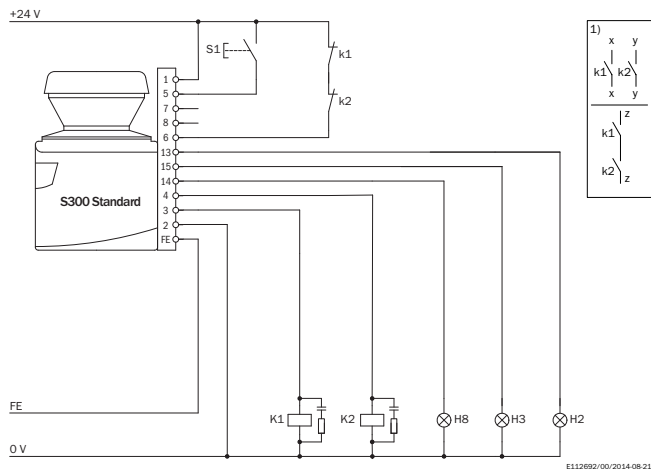 +24 V
S1
k1
k2
1
5
7
8
6
13
15
14
4
3
2
FE
S300 Standard
1)
x y
k1 k2
x y
z
k1
k2
z
FE
K1
K2
H8
H3
H2
0 V
E112692/00/2014-08-21